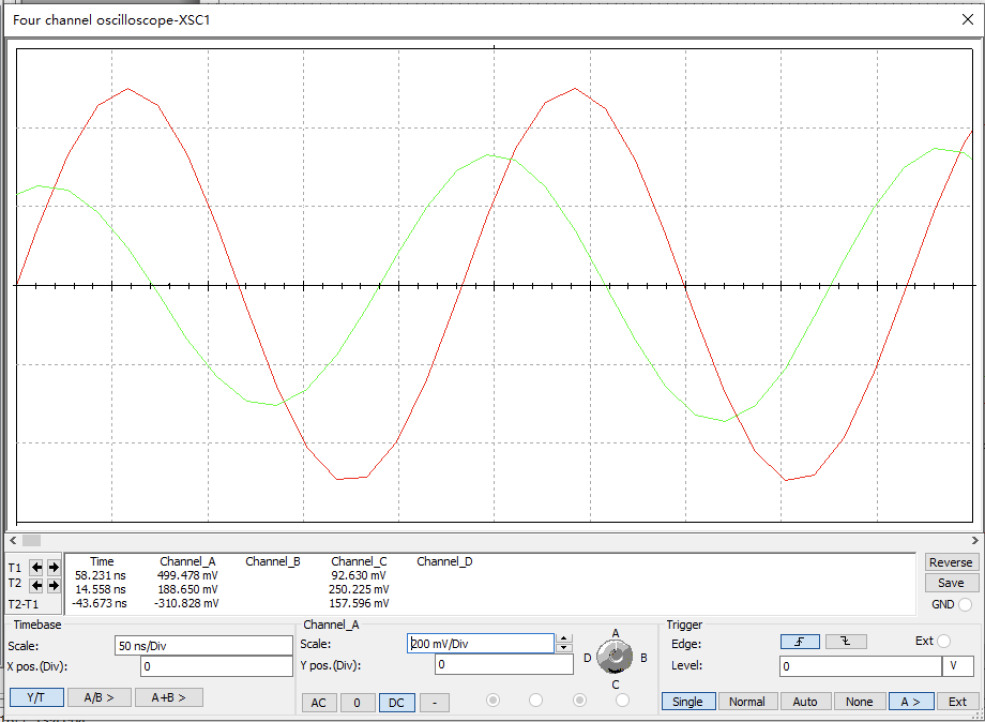 Four channel oscilloscope-XSC1
T1
T2
T2-T1
Time Channel_A Channel_B Channel_C Channel_D
58.231 ns 499.478 mV 92.630 mV
14.558 ns 188.650 mV 250.225 mV
-43.673 ns -310.828 mV 157.596 mV
Reverse
Save
GND
Timebase
Scale: 50 ns/Div
X pos.(Div): 0
Y/T A/B > A+B >
Channel_A
Scale: 200 mV/Div
Y pos.(Div): 0
AC 0 DC -
A
D B
C
Trigger
Edge: Ext
Level: 0 V
Single Normal Auto None A > Ext